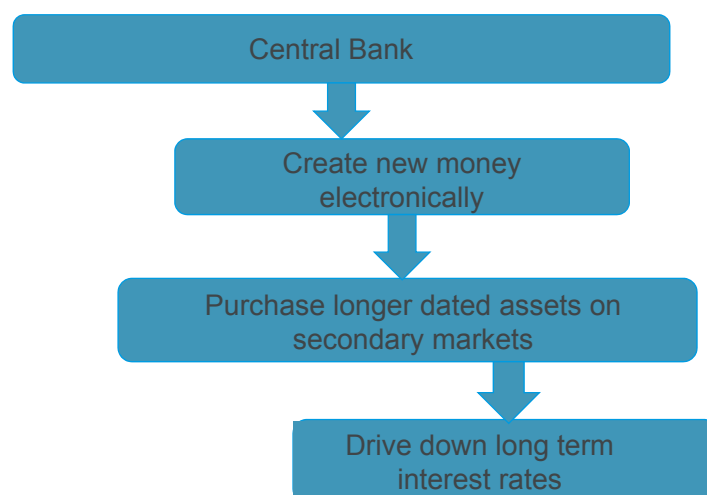 Central Bank
Create new money
electronically
Purchase longer dated assets on
secondary markets
Drive down long term
interest rates